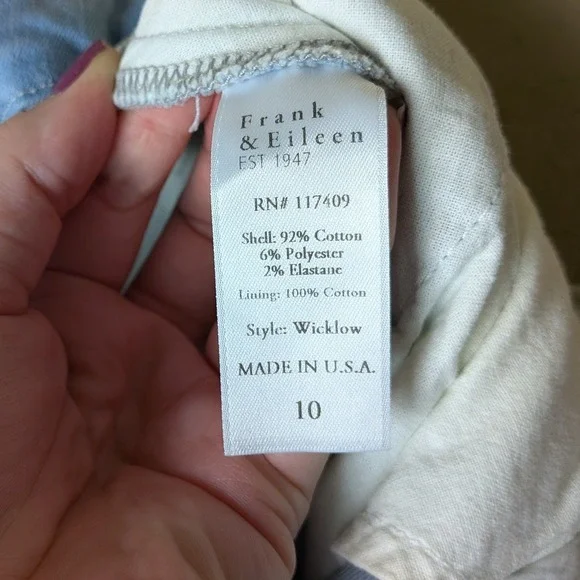 Frank
& Eileen
EST 1947
RN# 117409
Shell: 92% Cotton
6% Polyester
2% Elastane
Lining: 100% Cotton
Style: Wicklow
MADE IN U.S.A.
10